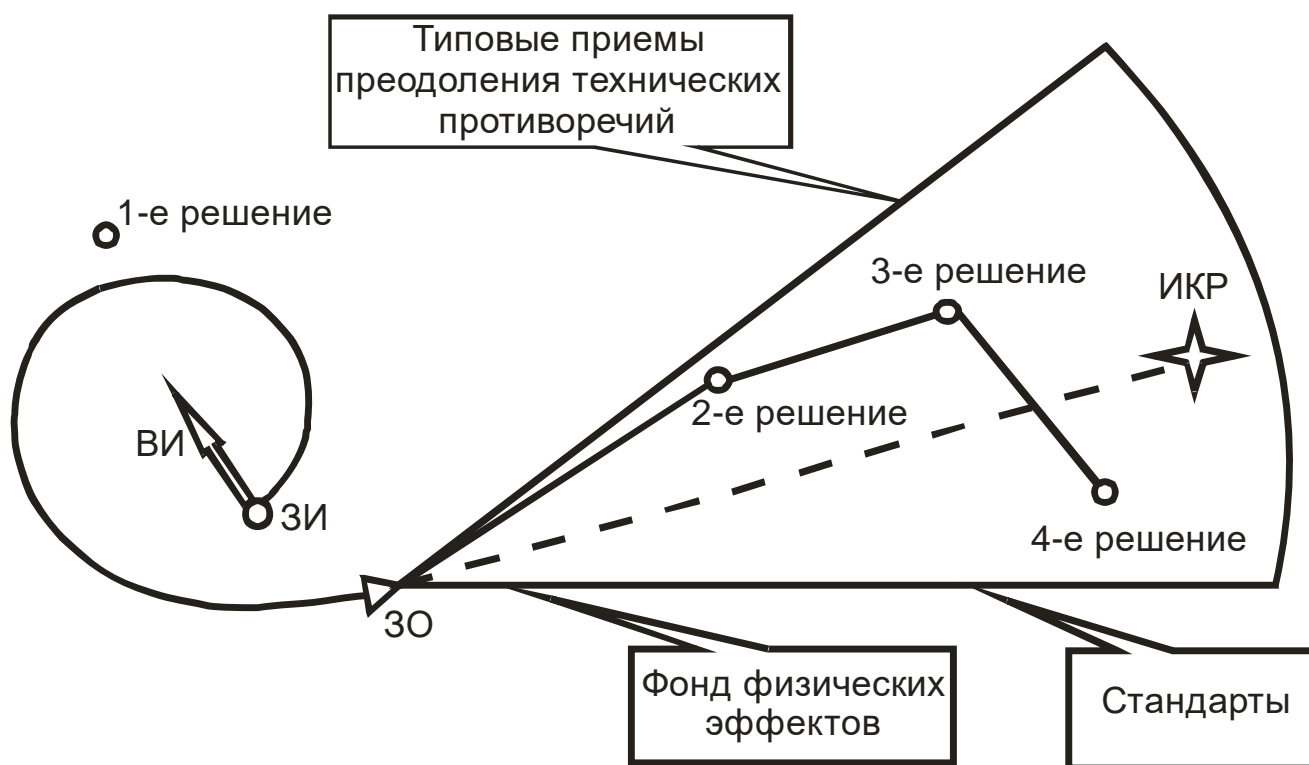 Типовые приемы
преодоления технических
противоречий
1-е решение
3-е решение
ИКР
2-е решение
ВИ
ЗИ
4-е решение
ЗО
Фонд физических
эффектов
Стандарты